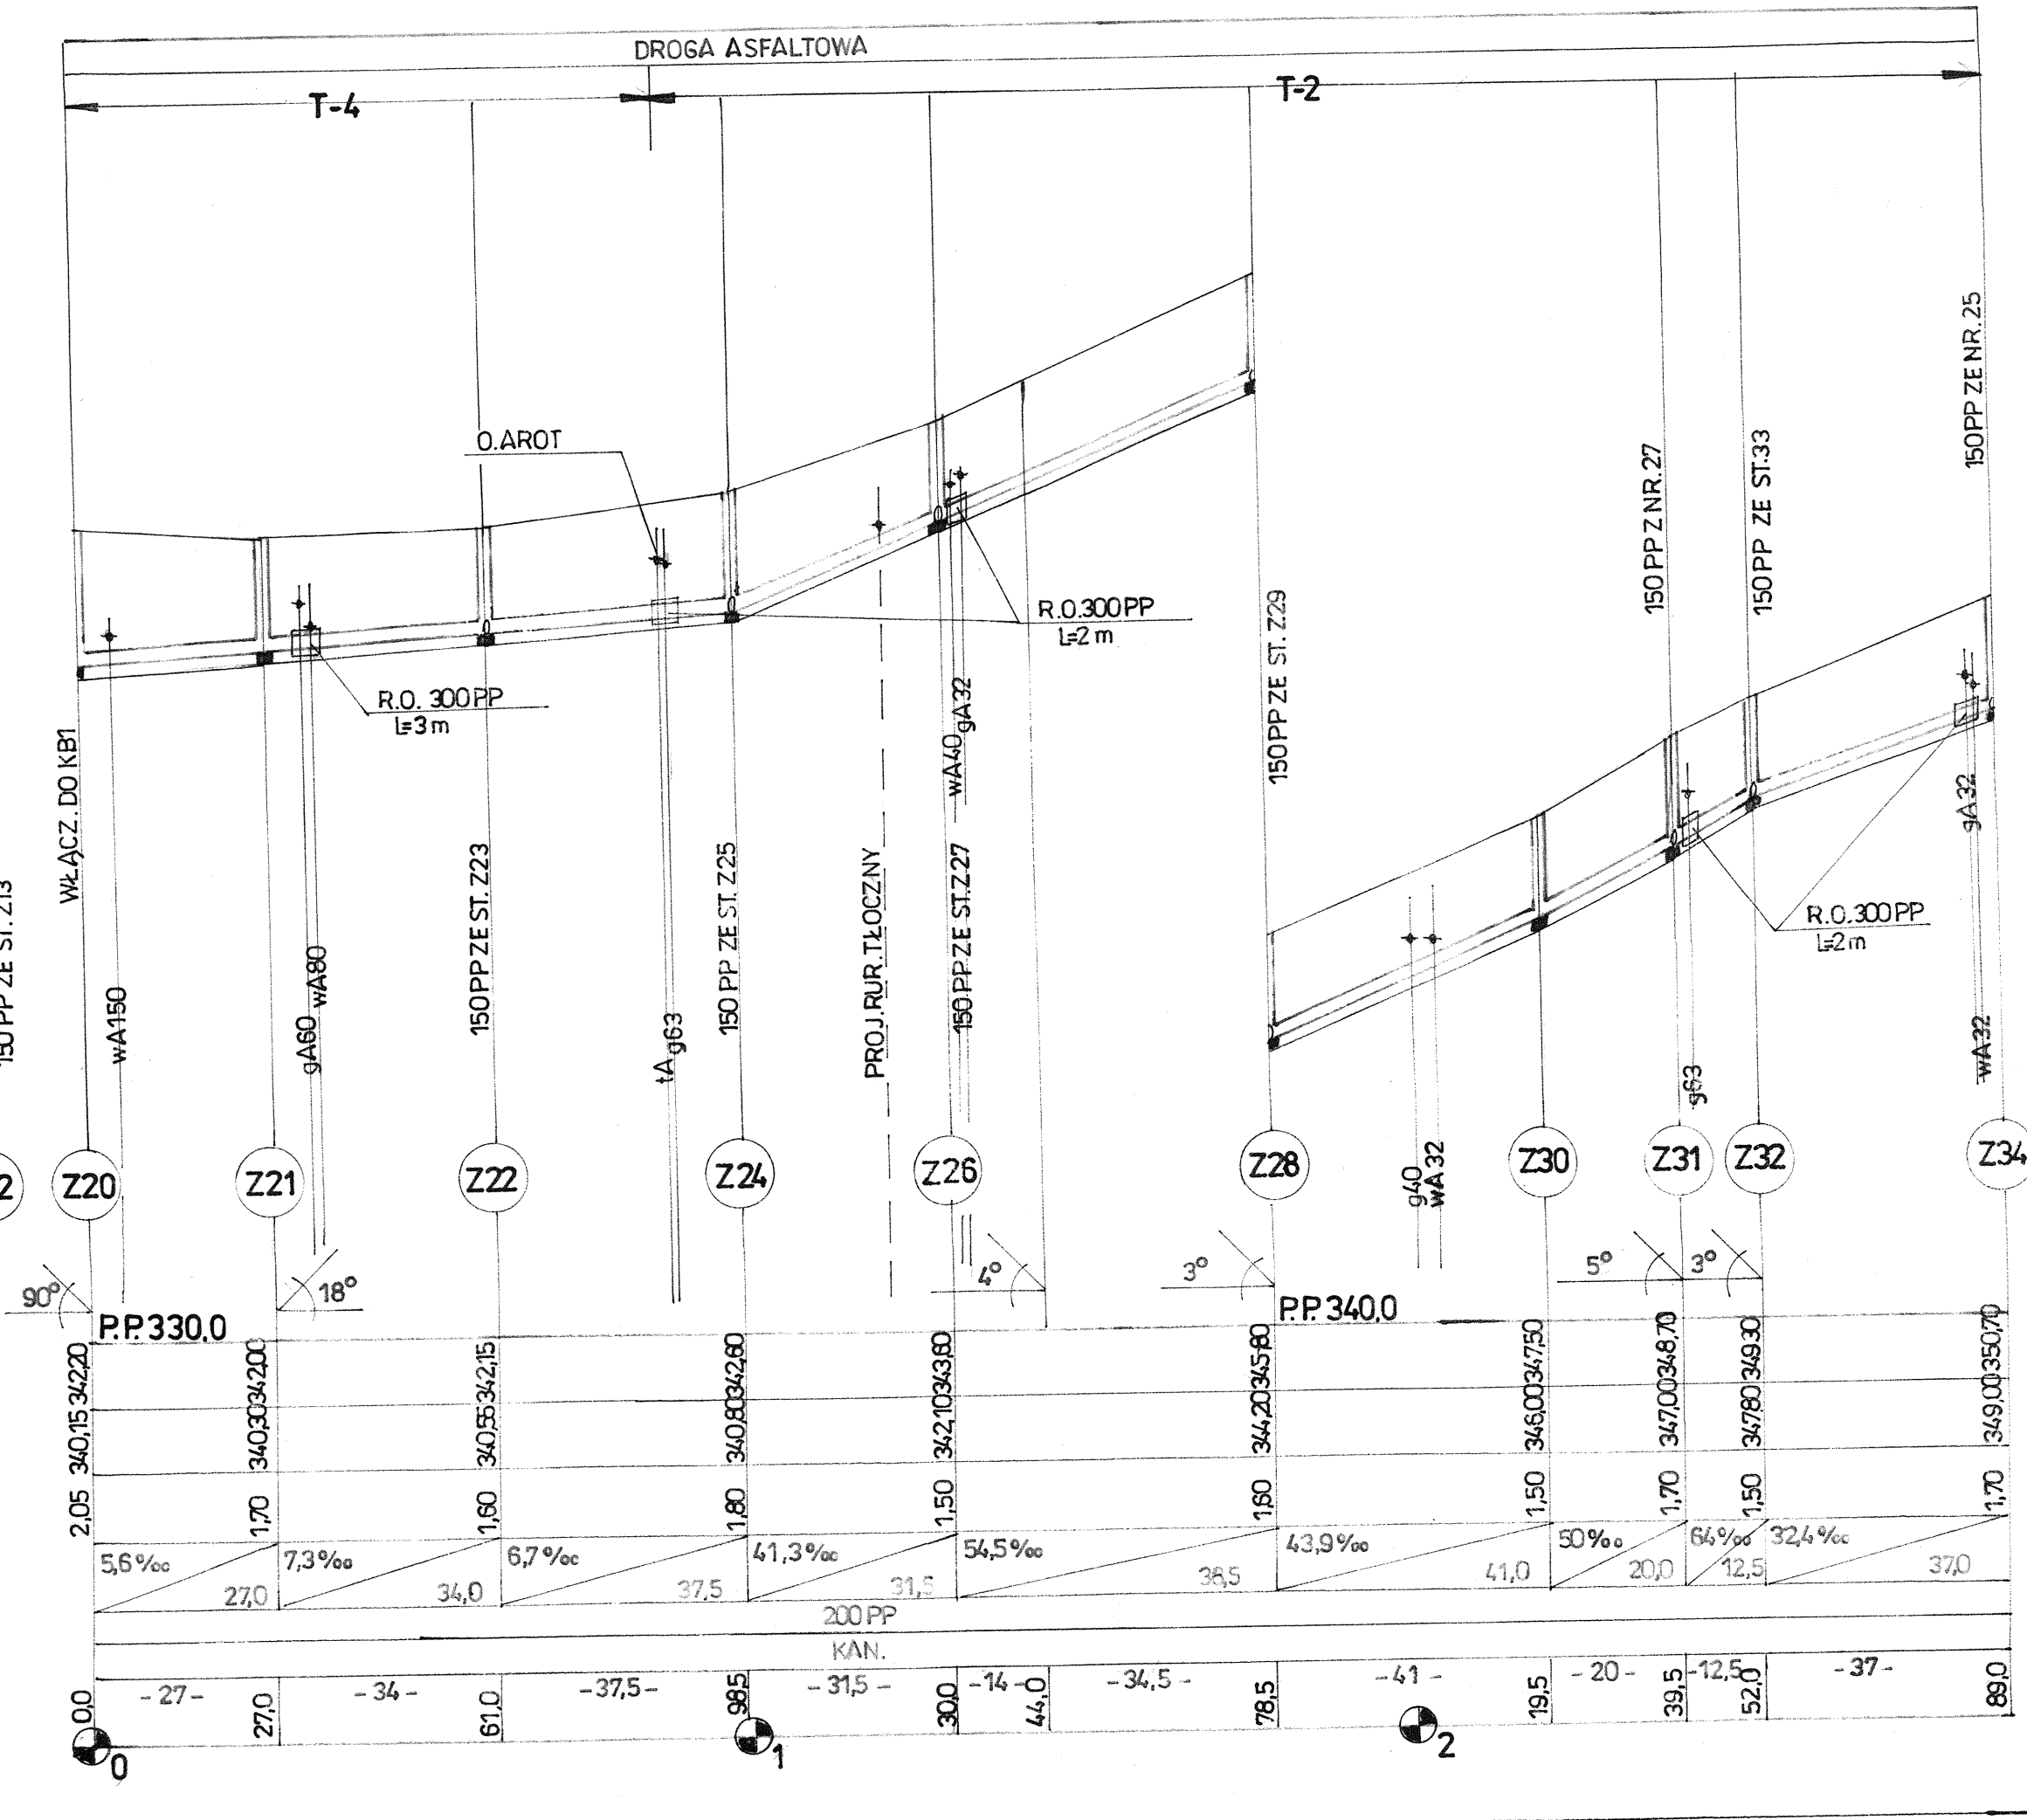 DROGA ASFALTOWA
T-4
T-2
O.AROT
R.O.300PP
L=2m
R.O. 300PP
L=3m
R.O.300PP
L=2m
150PP ZE ST. Z13
WŁĄCZ. DO KB1
wA150
gA60
wA80
150PP ZE ST. Z23
tA
g63
150PP ZE ST. Z25
PROJ.RUR.TŁOCZNY
wA40
gA32
150PP ZE ST.Z27
150PP ZE ST. Z29
g40
wA32
150PP Z NR. 27
g63
150PP ZE ST.33
150PP ZE NR. 25
gA32
wA32
2
Z20
Z21
Z22
Z24
Z26
Z28
Z30
Z31
Z32
Z34
90°
18°
4°
3°
5°
3°
P.P. 330,0
P.P. 340,0
342,20
342,00
342,15
342,60
343,60
345,80
347,50
348,70
349,30
350,70
340,15
340,30
340,55
340,80
342,10
344,20
346,00
347,00
347,80
349,00
2,05
1,70
1,60
1,80
1,50
1,60
1,50
1,70
1,50
1,70
5,6‰
7,3‰
6,7‰
41,3‰
54,5‰
43,9‰
50‰
64‰
32,4‰
27,0
34,0
37,5
31,5
38,5
41,0
20,0
12,5
37,0
200PP
KAN.
-27-
-34-
-37,5-
-31,5-
-14-
-34,5-
-41-
-20-
-12,5-
-37-
0,0
27,0
61.0
98,5
30,0
44,0
78,5
19,5
39,5
52,0
89,0
0
1
2